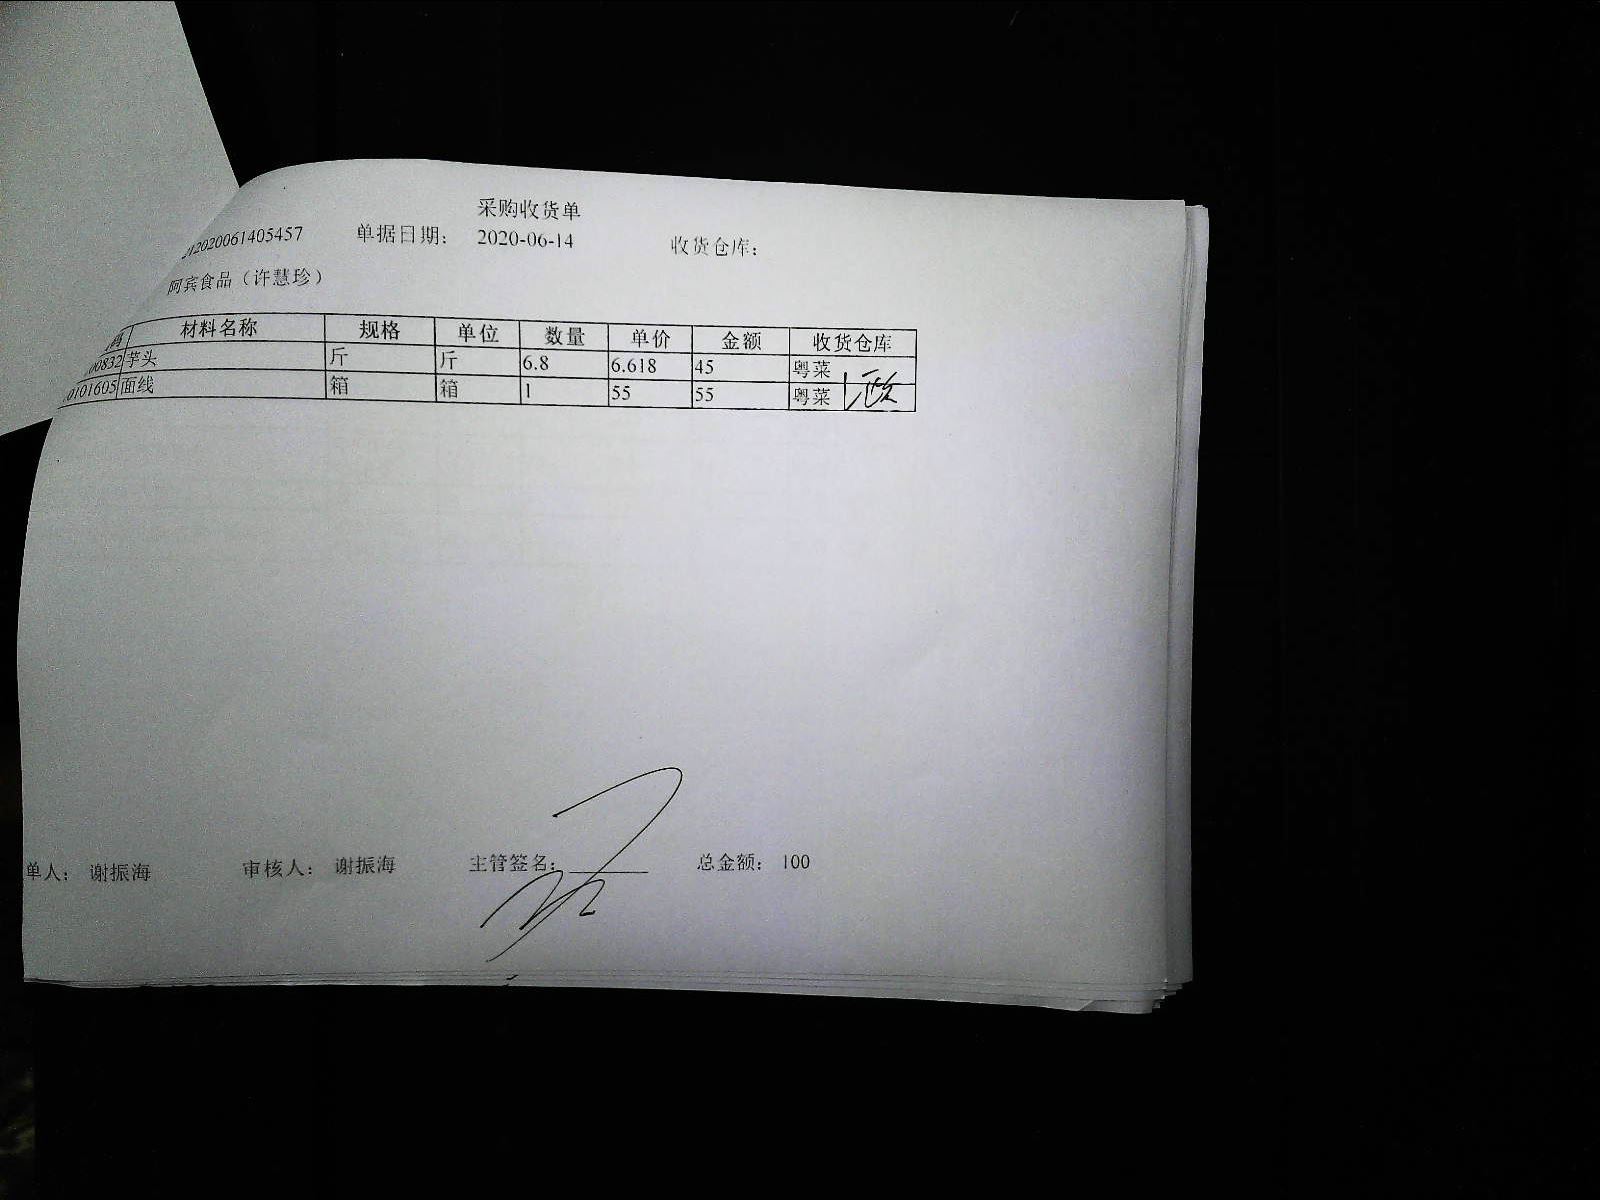 采购收货单
212020061405457 单据日期: 2020-06-14 收货仓库:
阿宾食品（许慧珍）
码 材料名称 规格 单位 数量 单价 金额 收货仓库
00832 芋头 斤 斤 6.8 6.618 45 粤菜
0101605 面线 箱 箱 1 55 55 粤菜
单人: 谢振海 审核人: 谢振海 主管签名: 总金额: 100